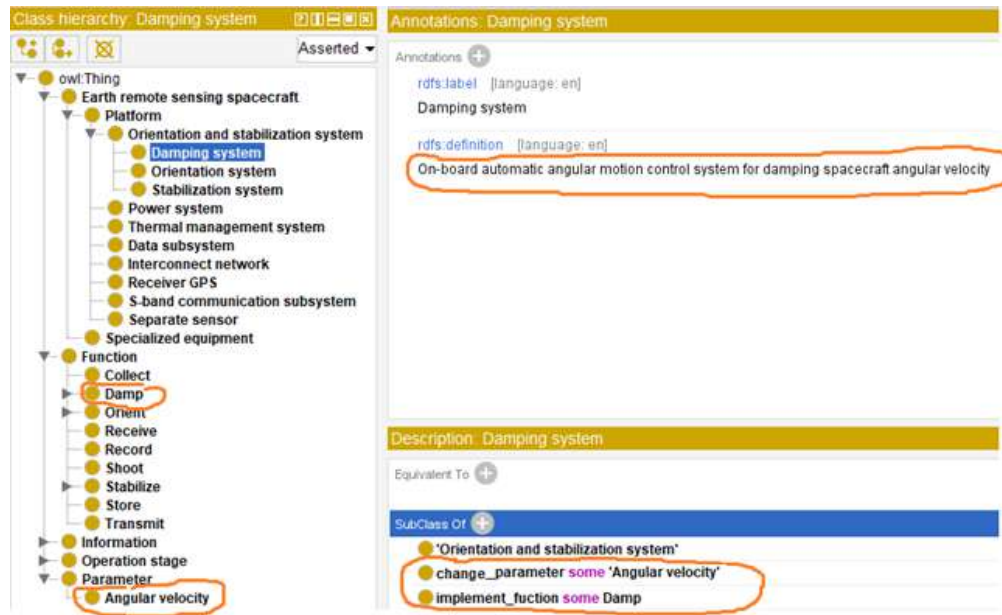 Class hierarchy: Damping system
Asserted
owl:Thing
Earth remote sensing spacecraft
Platform
Orientation and stabilization system
Damping system
Orientation system
Stabilization system
Power system
Thermal management system
Data subsystem
Interconnect network
Receiver GPS
S-band communication subsystem
Separate sensor
Specialized equipment
Function
Collect
Damp
Orient
Receive
Record
Shoot
Stabilize
Store
Transmit
Information
Operation stage
Parameter
Angular velocity
Annotations: Damping system
Annotations
rdfs:label [language: en]
Damping system
rdfs:definition [language: en]
On-board automatic angular motion control system for damping spacecraft angular velocity
Description: Damping system
Equivalent To
SubClass Of
'Orientation and stabilization system'
change_parameter some 'Angular velocity'
implement_fuction some Damp